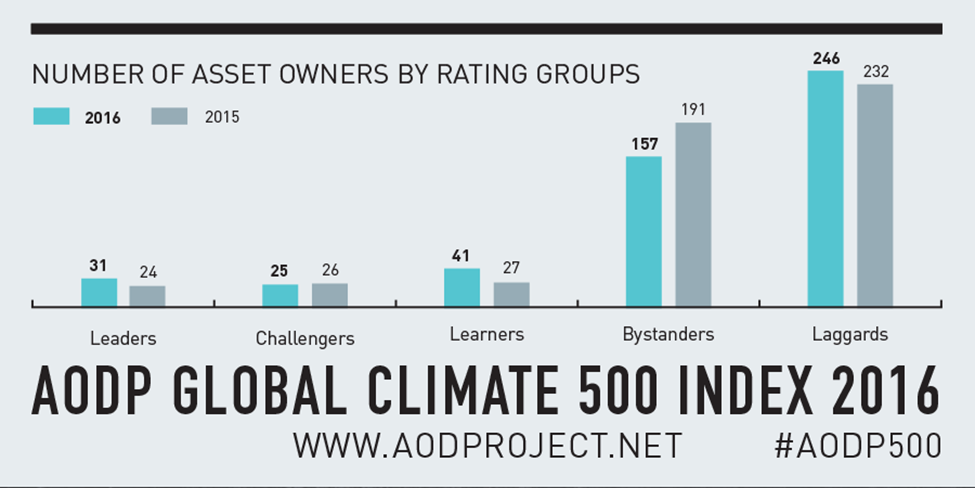 NUMBER OF ASSET OWNERS BY RATING GROUPS
2016 2015
31 24 25 26 41 27 157 191 246 232
Leaders Challengers Learners Bystanders Laggards
AODP GLOBAL CLIMATE 500 INDEX 2016
WWW.AODPROJECT.NET #AODP500